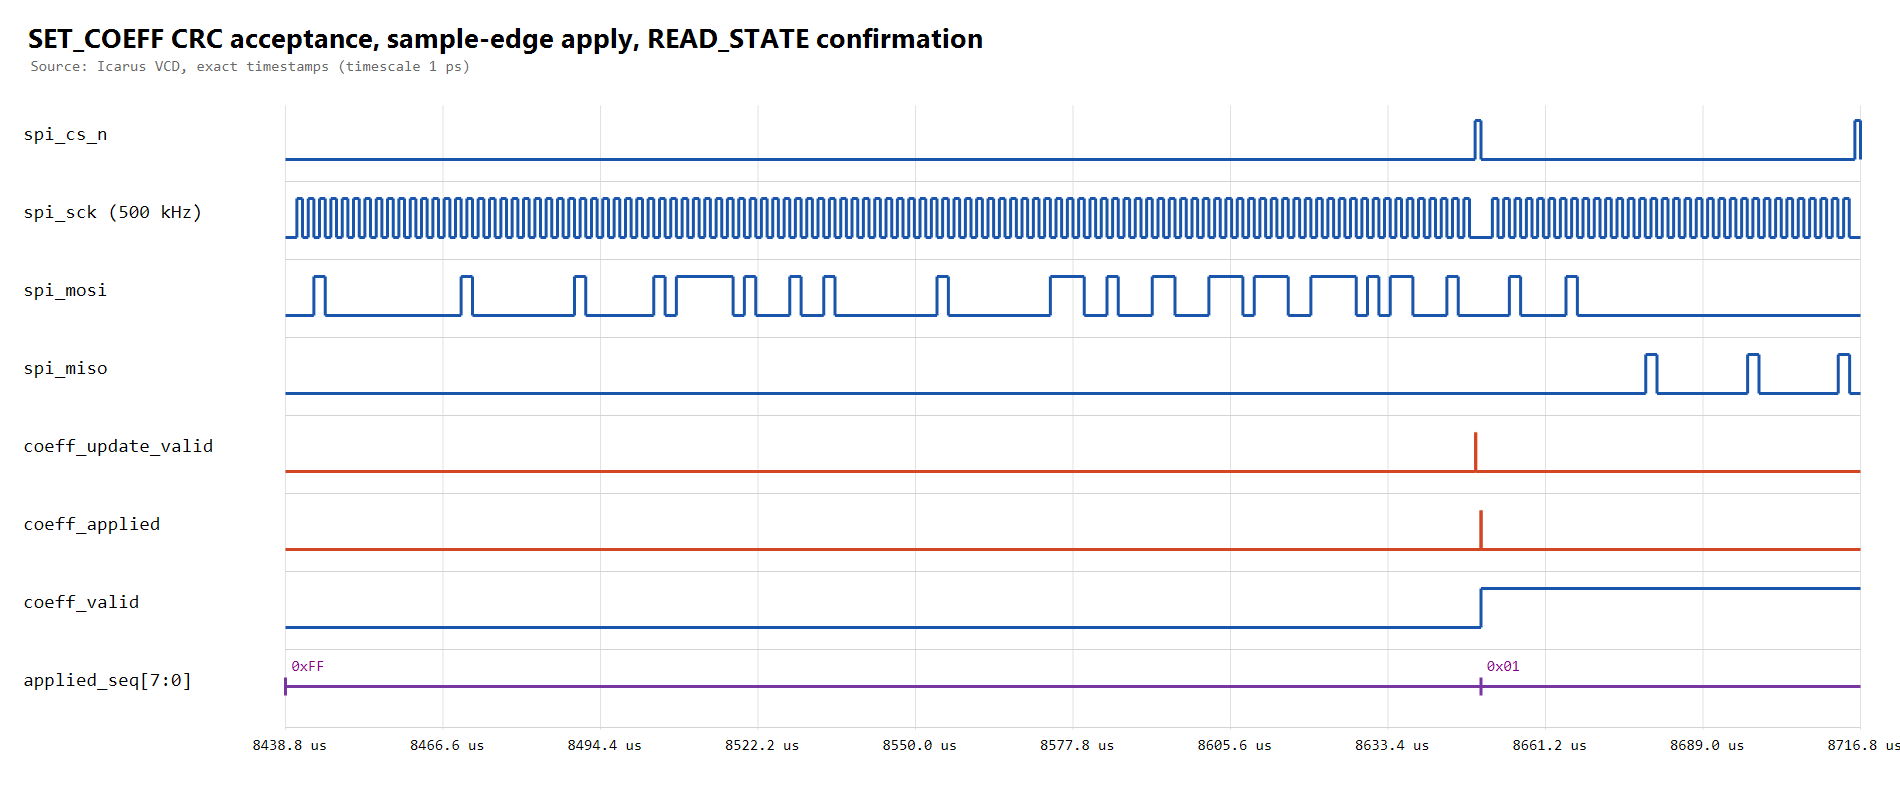 SET_COEFF CRC acceptance, sample-edge apply, READ_STATE confirmation
Source: Icarus VCD, exact timestamps (timescale 1 ps)
spi_cs_n
spi_sck (500 kHz)
spi_mosi
spi_miso
coeff_update_valid
coeff_applied
coeff_valid
0xFF 0x01
applied_seq[7:0]
8438.8 us 8466.6 us 8494.4 us 8522.2 us 8550.0 us 8577.8 us 8605.6 us 8633.4 us 8661.2 us 8689.0 us 8716.8 us